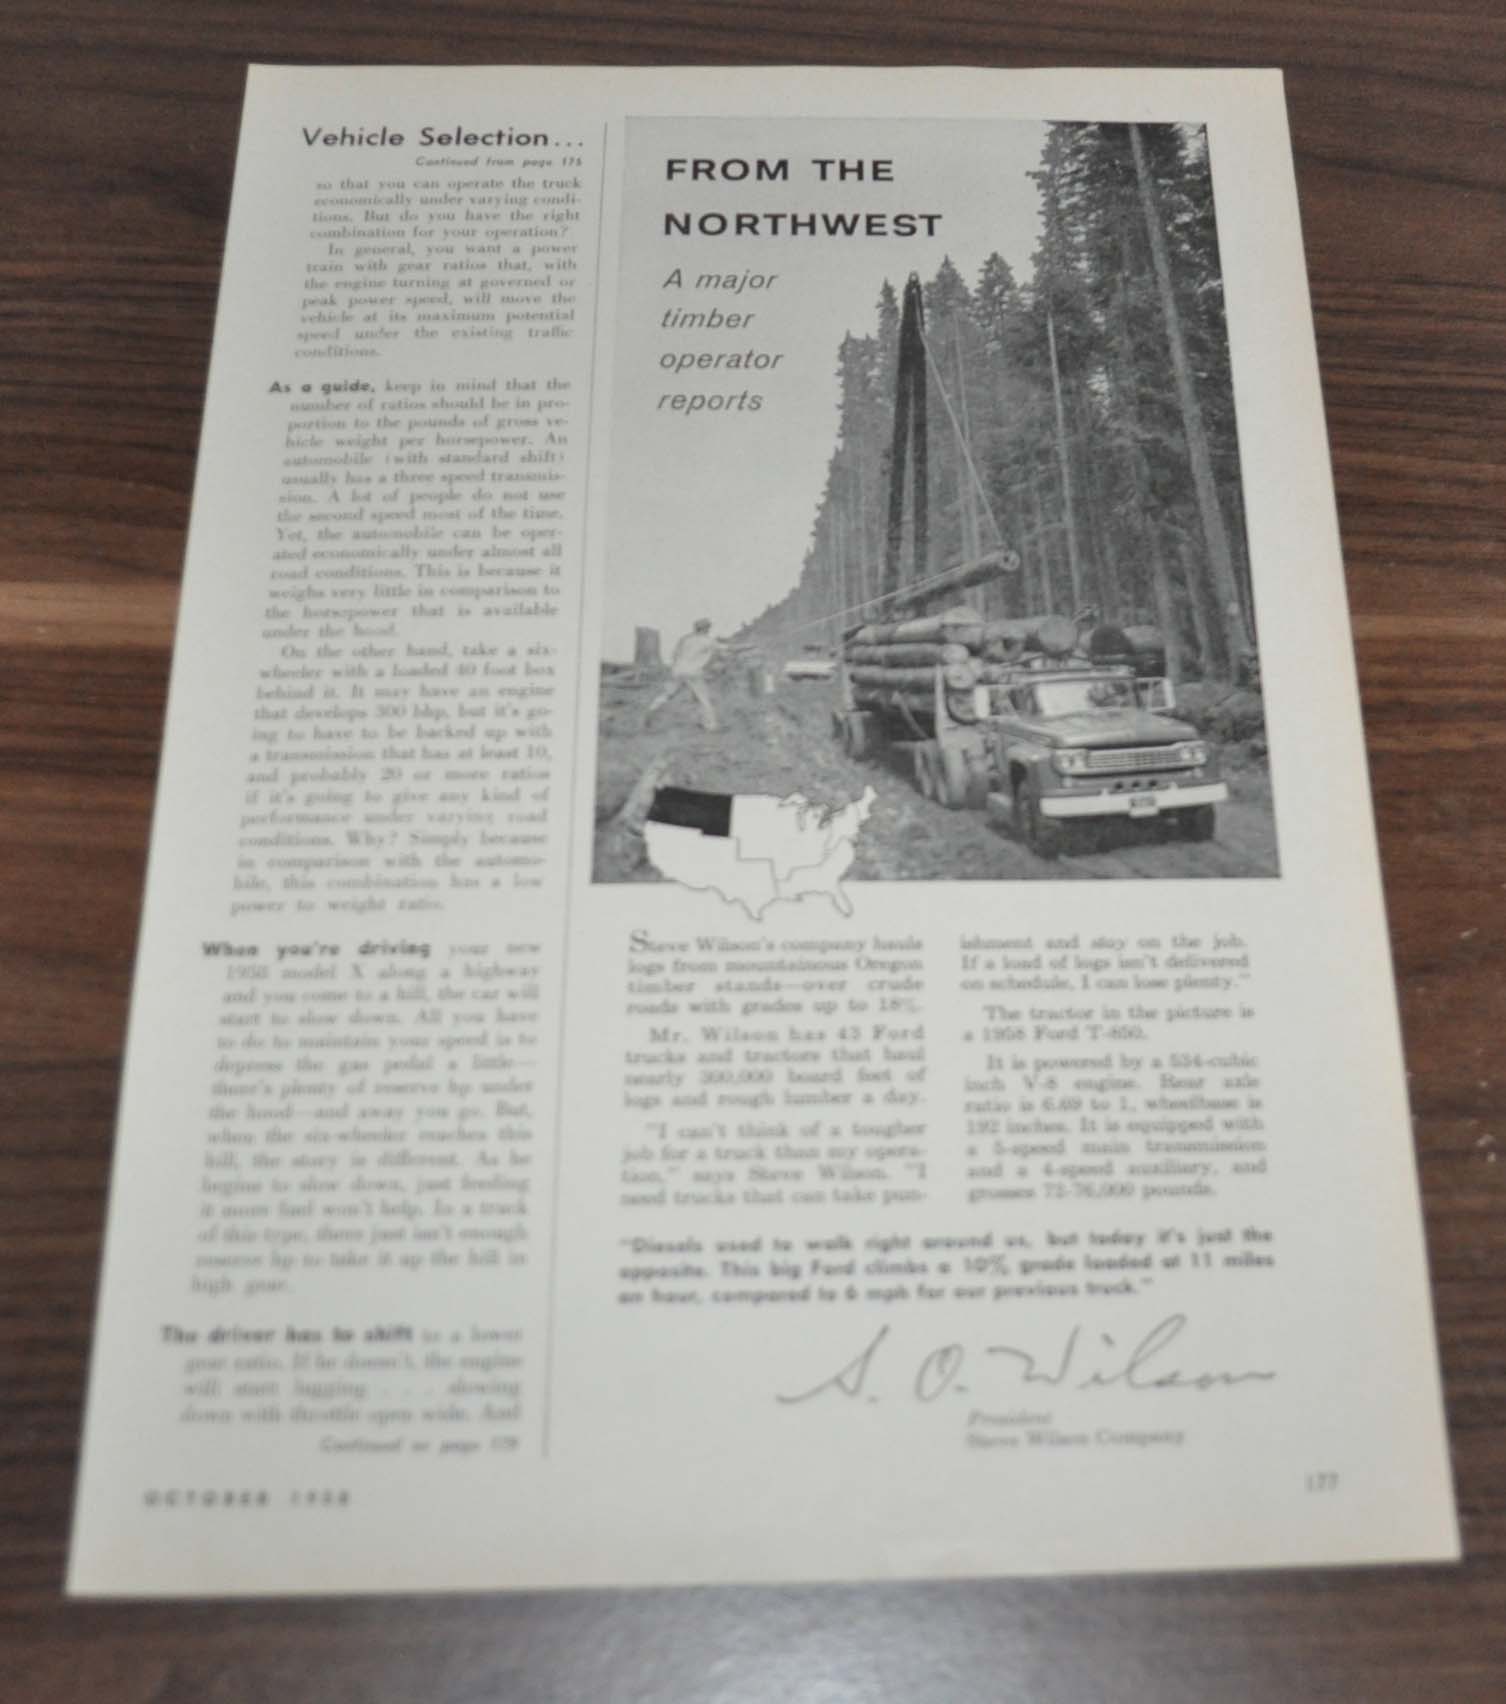 Vehicle Selection...
Continued from page 175
so that you can operate the truck
economically under varying condi-
tions. But do you have the right
combination for your operation?
In general, you want a power
train with gear ratios that, with
the engine turning at governed or
peak power speed, will move the
vehicle at its maximum potential
speed under the existing traffic
conditions.
As a guide, keep in mind that the
number of ratios should be in pro-
portion to the pounds of gross ve-
hicle weight per horsepower. An
automobile (with standard shift)
usually has a three speed transmis-
sion. A lot of people do not use
the second speed most of the time.
Yet, the automobile can be oper-
ated economically under almost all
road conditions. This is because it
weighs very little in comparison to
the horsepower that is available
under the hood.
On the other hand, take a six-
wheeler with a loaded 40 foot box
behind it. It may have an engine
that develops 300 bhp, but it's go-
ing to have to be backed up with
a transmission that has at least 10,
and probably 20 or more ratios
if it's going to give any kind of
performance under varying road
conditions. Why? Simply because
in comparison with the automo-
bile, this combination has a low
power to weight ratio.
When you're driving your new
1958 model X along a highway
and you come to a hill, the car will
start to slow down. All you have
to do to maintain your speed is to
depress the gas pedal a little—
there's plenty of reserve hp under
the hood—and away you go. But,
when the six-wheeler reaches this
hill, the story is different. As he
begins to slow down, just feeding
it more fuel won't help. In a truck
of this type, there just isn't enough
reserve hp to take it up the hill in
high gear.
The driver has to shift to a lower
gear ratio. If he doesn't, the engine
will start lugging . . . slowing
down with throttle open wide. And
Continued on page 179
OCTOBER 1958
FROM THE
NORTHWEST
A major
timber
operator
reports
Steve Wilson's company hauls
logs from mountainous Oregon
timber stands—over crude
roads with grades up to 18%.
Mr. Wilson has 43 Ford
trucks and tractors that haul
nearly 300,000 board feet of
logs and rough lumber a day.
"I can't think of a tougher
job for a truck than my opera-
tion," says Steve Wilson. "I
need trucks that can take pun-
ishment and stay on the job.
If a load of logs isn't delivered
on schedule, I can lose plenty."
The tractor in the picture is
a 1958 Ford T-850.
It is powered by a 534-cubic
inch V-8 engine. Rear axle
ratio is 6.69 to 1, wheelbase is
192 inches. It is equipped with
a 5-speed main transmission
and a 4-speed auxiliary, and
grosses 72-76,000 pounds.
"Diesels used to walk right around us, but today it's just the
opposite. This big Ford climbs a 10% grade loaded at 11 miles
an hour, compared to 6 mph for our previous truck."
S. O. Wilson
President
Steve Wilson Company
177